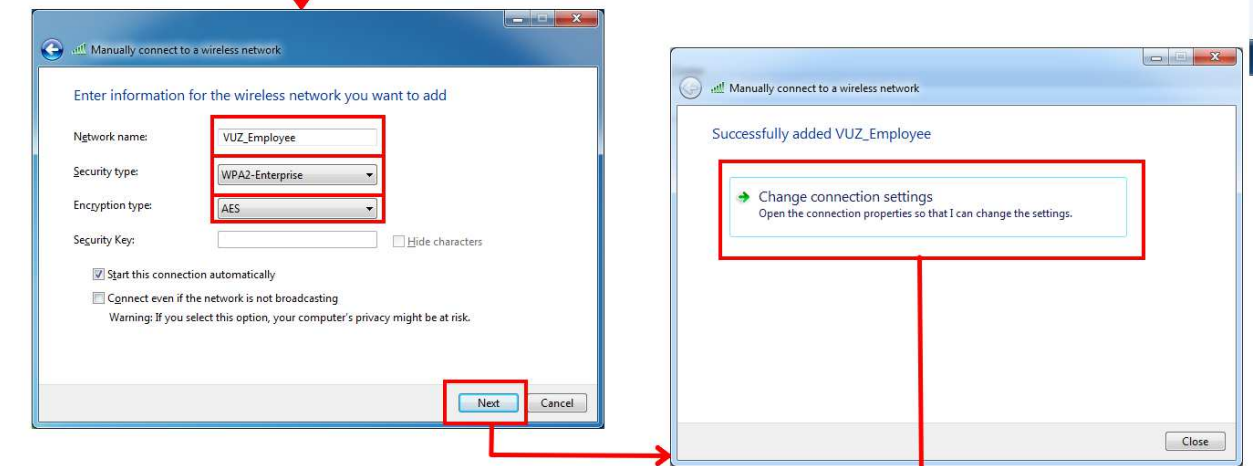 Manually connect to a wireless network
Enter information for the wireless network you want to add
Network name:
VUZ_Employee
Security type:
WPA2-Enterprise
Encryption type:
AES
Security Key:
Hide characters
Start this connection automatically
Connect even if the network is not broadcasting
Warning: If you select this option, your computer's privacy might be at risk.
Next
Cancel
Manually connect to a wireless network
Successfully added VUZ_Employee
Change connection settings
Open the connection properties so that I can change the settings.
Close